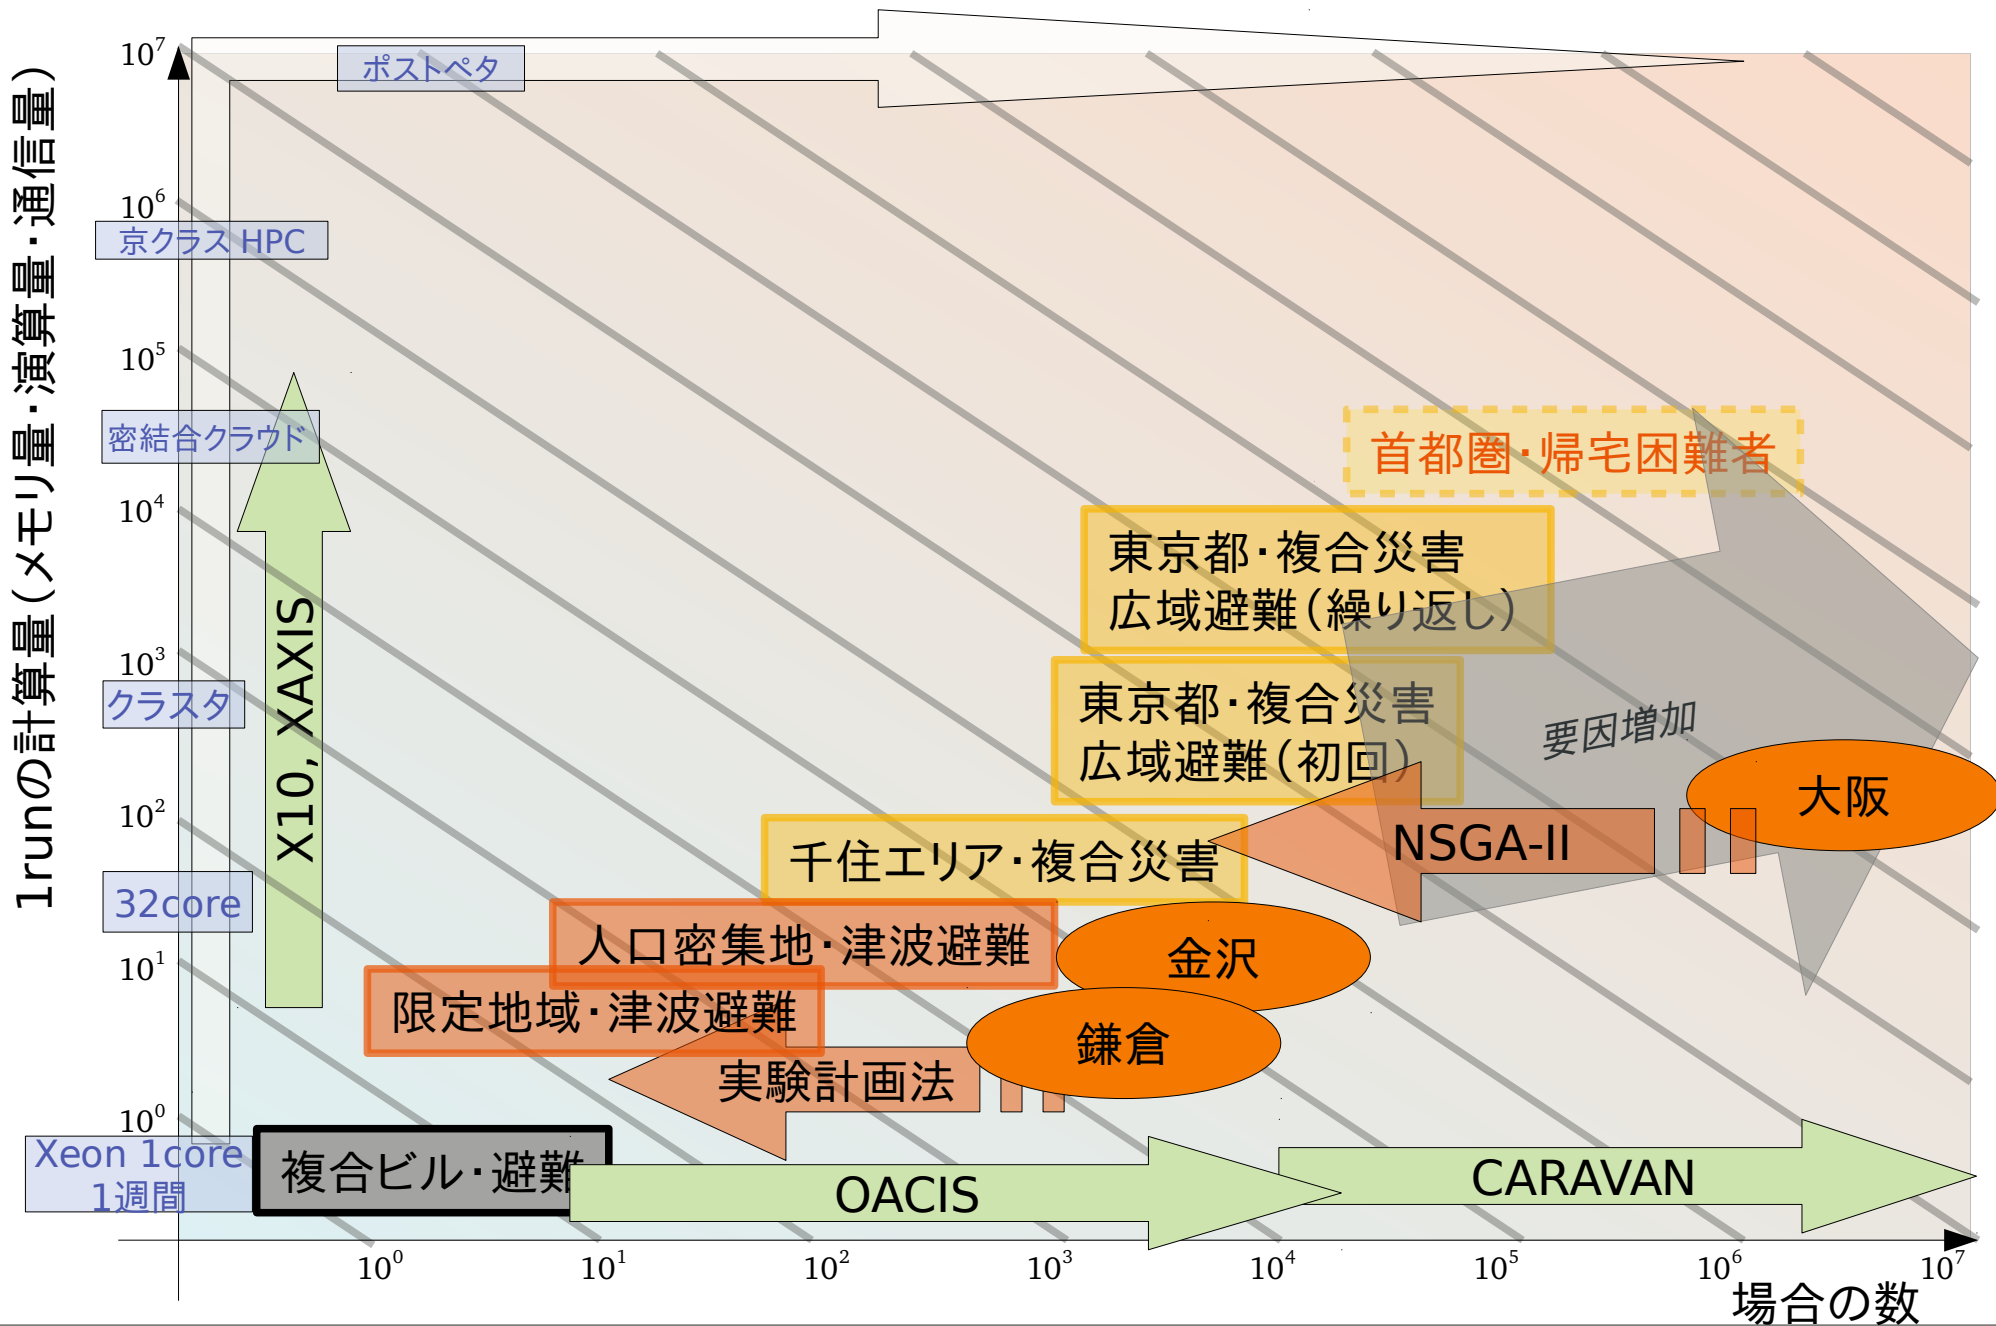 1runの計算量(メモリ量・演算量・通信量)
10^7
ポストペタ
10^6
京クラス HPC
10^5
密結合クラウド
首都圏・帰宅困難者
10^4
東京都・複合災害
広域避難(繰り返し)
10^3
クラスタ
X10, XAXIS
東京都・複合災害
広域避難(初回)
要因増加
大阪
10^2
NSGA-II
千住エリア・複合災害
32core
人口密集地・津波避難
金沢
10^1
限定地域・津波避難
鎌倉
実験計画法
10^0
Xeon 1core
1週間
複合ビル・避難
OACIS
CARAVAN
10^0
10^1
10^2
10^3
10^4
10^5
10^6
10^7
場合の数